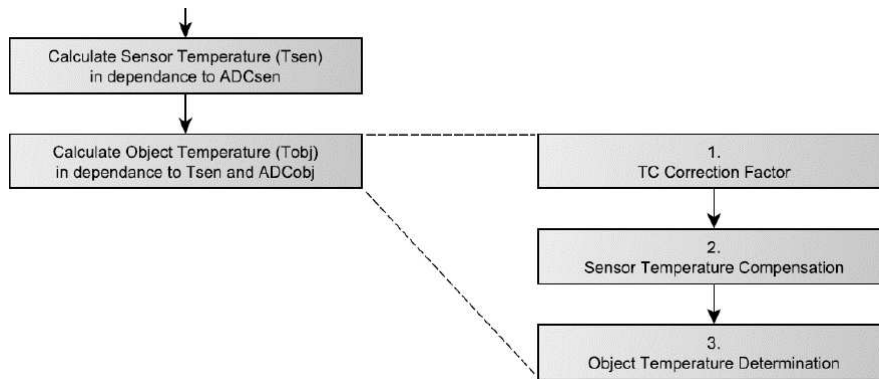 Calculate Sensor Temperature (Tsen)
in dependance to ADCsen
Calculate Object Temperature (Tobj)
in dependance to Tsen and ADCobj
1.
TC Correction Factor
2.
Sensor Temperature Compensation
3.
Object Temperature Determination